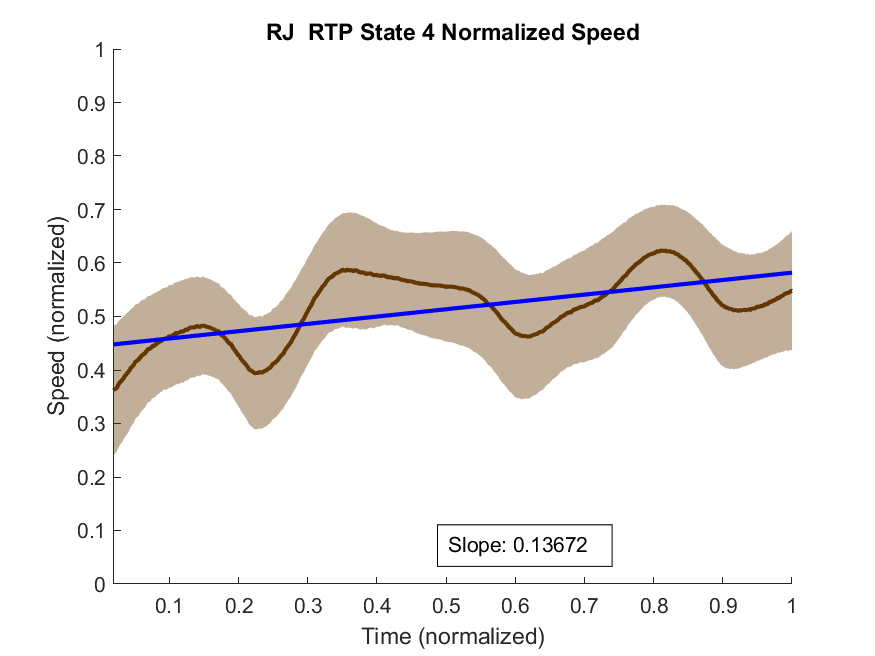 RJ  RTP State 4 Normalized Speed
1
0.9
0.8
0.7
0.6
0.5
0.4
0.3
0.2
0.1
0
Speed (normalized)
Slope: 0.13672
0.1 0.2 0.3 0.4 0.5 0.6 0.7 0.8 0.9 1
Time (normalized)